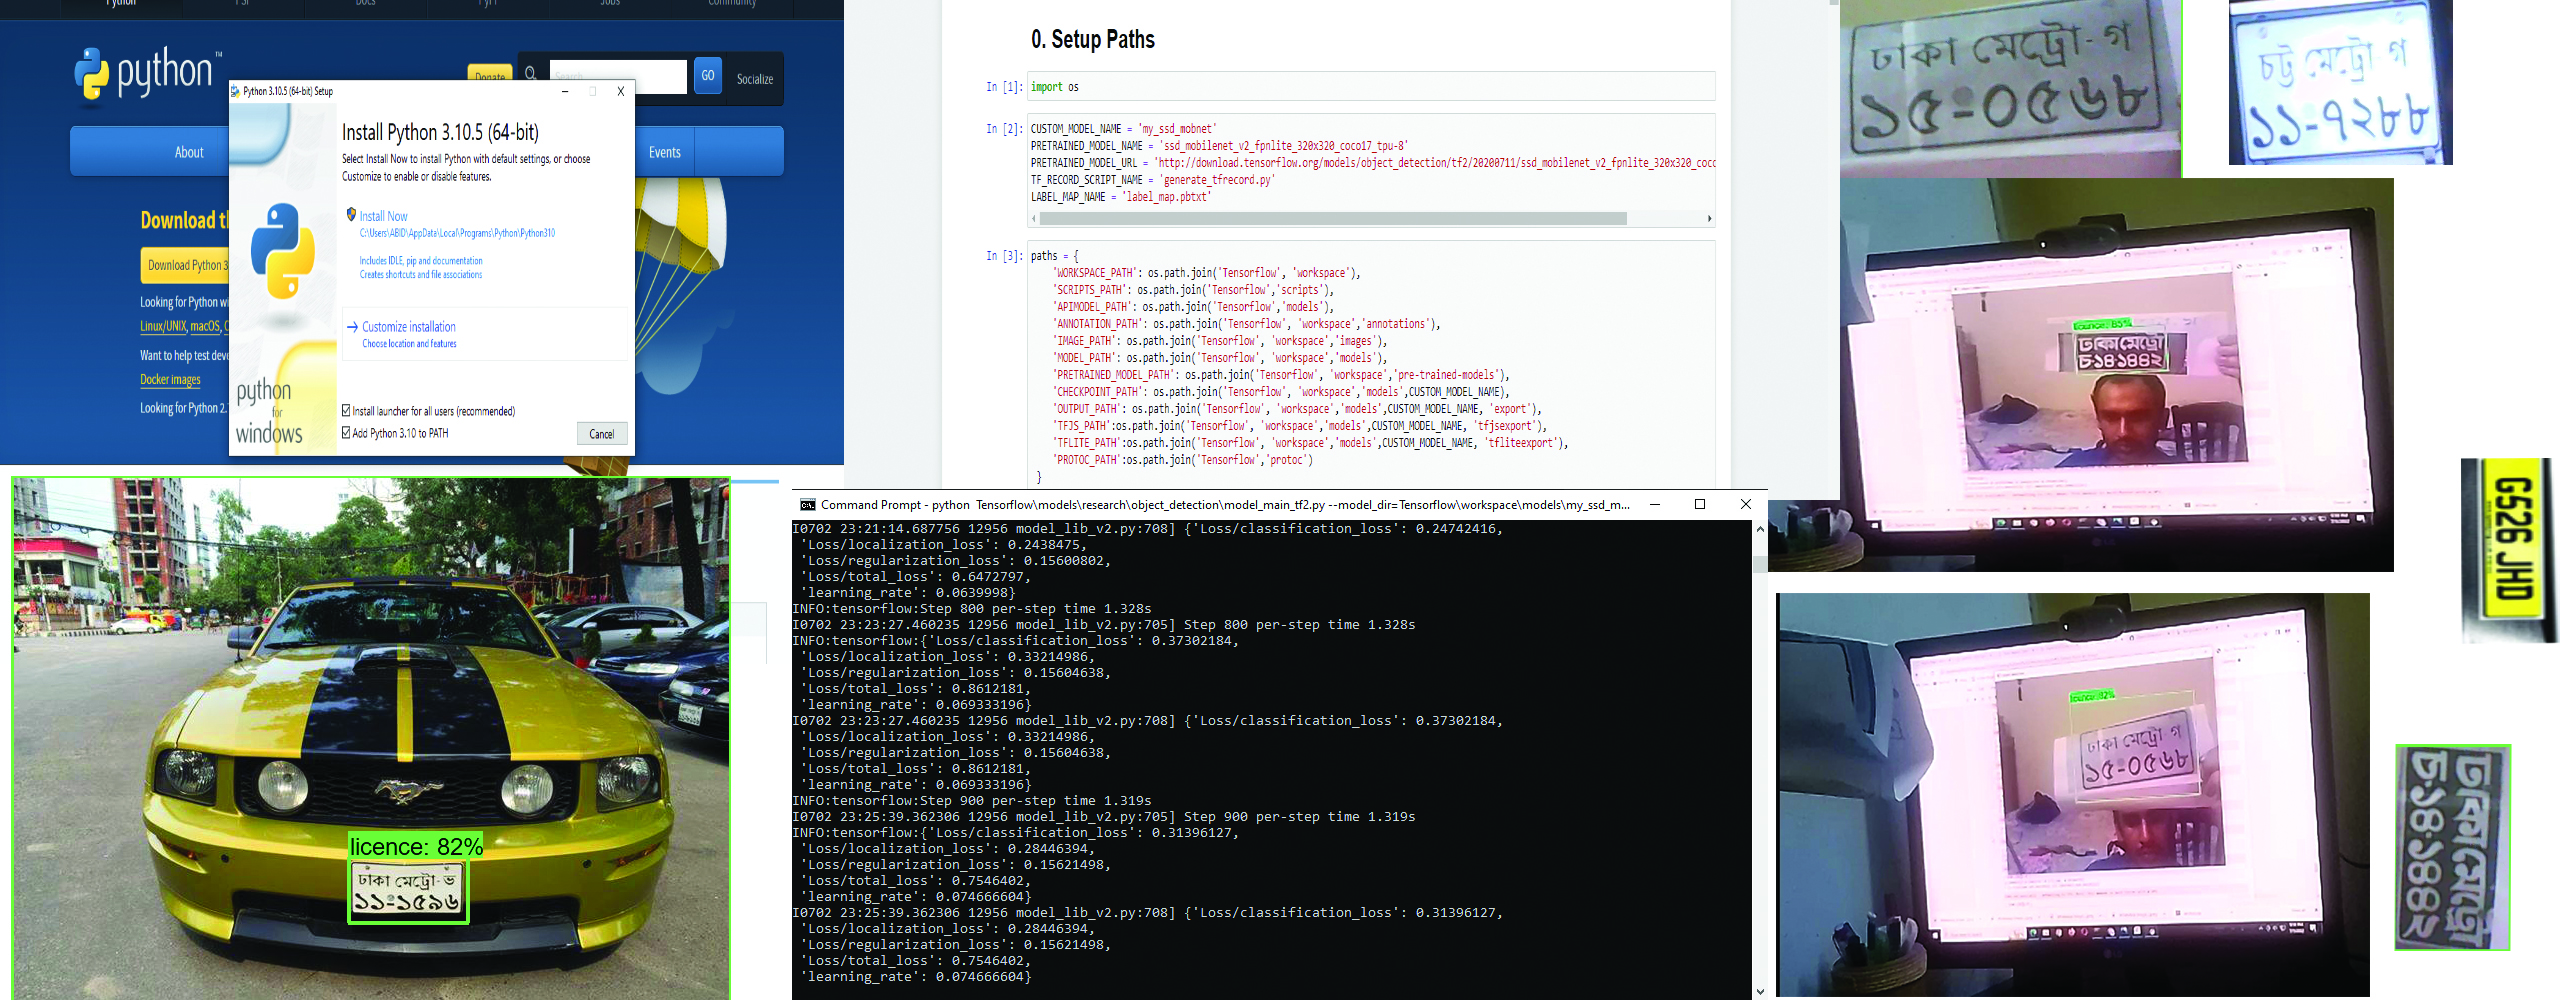 Python
PSF
Docs
PyPI
Jobs
Community
python™
Donate
Search
GO
Socialize
About
Events
Download th
Download Python 3
Looking for Python wi
Linux/UNIX, macOS, O
Want to help test deve
Docker images
Looking for Python 2.
Python 3.10.5 (64-bit) Setup
Install Python 3.10.5 (64-bit)
Select Install Now to install Python with default settings, or choose
Customize to enable or disable features.
Install Now
C:\Users\ABID\AppData\Local\Programs\Python\Python310
Includes IDLE, pip and documentation
Creates shortcuts and file associations
Customize installation
Choose location and features
Install launcher for all users (recommended)
Add Python 3.10 to PATH
Cancel
python
for
windows
0. Setup Paths
In [1]: import os
In [2]: CUSTOM_MODEL_NAME = 'my_ssd_mobnet'
PRETRAINED_MODEL_NAME = 'ssd_mobilenet_v2_fpnlite_320x320_coco17_tpu-8'
PRETRAINED_MODEL_URL = 'http://download.tensorflow.org/models/object_detection/tf2/20200711/ssd_mobilenet_v2_fpnlite_320x320_coco
TF_RECORD_SCRIPT_NAME = 'generate_tfrecord.py'
LABEL_MAP_NAME = 'label_map.pbtxt'
In [3]: paths = {
'WORKSPACE_PATH': os.path.join('Tensorflow', 'workspace'),
'SCRIPTS_PATH': os.path.join('Tensorflow','scripts'),
'APIMODEL_PATH': os.path.join('Tensorflow','models'),
'ANNOTATION_PATH': os.path.join('Tensorflow', 'workspace','annotations'),
'IMAGE_PATH': os.path.join('Tensorflow', 'workspace','images'),
'MODEL_PATH': os.path.join('Tensorflow', 'workspace','models'),
'PRETRAINED_MODEL_PATH': os.path.join('Tensorflow', 'workspace','pre-trained-models'),
'CHECKPOINT_PATH': os.path.join('Tensorflow', 'workspace','models',CUSTOM_MODEL_NAME),
'OUTPUT_PATH': os.path.join('Tensorflow', 'workspace','models',CUSTOM_MODEL_NAME, 'export'),
'TFJS_PATH':os.path.join('Tensorflow', 'workspace','models',CUSTOM_MODEL_NAME, 'tfjsexport'),
'TFLITE_PATH':os.path.join('Tensorflow', 'workspace','models',CUSTOM_MODEL_NAME, 'tfliteexport'),
'PROTOC_PATH':os.path.join('Tensorflow','protoc')
}
ঢাকা মেট্রো-গ
১৫-০৫৬৮
চট্ট মেট্রো গ
১১-৭২৮৮
licence: 85%
ঢাকা মেট্রো
চ-১৪-১৪৪২
licence: 82%
ঢাকা মেট্রো-ভ
১১-১৫৯৬
Command Prompt - python Tensorflow\models\research\object_detection\model_main_tf2.py --model_dir=Tensorflow\workspace\models\my_ssd_m...
I0702 23:21:14.687756 12956 model_lib_v2.py:708] {'Loss/classification_loss': 0.24742416,
'Loss/localization_loss': 0.2438475,
'Loss/regularization_loss': 0.15600802,
'Loss/total_loss': 0.6472797,
'learning_rate': 0.0639998}
INFO:tensorflow:Step 800 per-step time 1.328s
I0702 23:23:27.460235 12956 model_lib_v2.py:705] Step 800 per-step time 1.328s
INFO:tensorflow:{'Loss/classification_loss': 0.37302184,
'Loss/localization_loss': 0.33214986,
'Loss/regularization_loss': 0.15604638,
'Loss/total_loss': 0.8612181,
'learning_rate': 0.069333196}
I0702 23:23:27.460235 12956 model_lib_v2.py:708] {'Loss/classification_loss': 0.37302184,
'Loss/localization_loss': 0.33214986,
'Loss/regularization_loss': 0.15604638,
'Loss/total_loss': 0.8612181,
'learning_rate': 0.069333196}
INFO:tensorflow:Step 900 per-step time 1.319s
I0702 23:25:39.362306 12956 model_lib_v2.py:705] Step 900 per-step time 1.319s
INFO:tensorflow:{'Loss/classification_loss': 0.31396127,
'Loss/localization_loss': 0.28446394,
'Loss/regularization_loss': 0.15621498,
'Loss/total_loss': 0.7546402,
'learning_rate': 0.074666604}
I0702 23:25:39.362306 12956 model_lib_v2.py:708] {'Loss/classification_loss': 0.31396127,
'Loss/localization_loss': 0.28446394,
'Loss/regularization_loss': 0.15621498,
'Loss/total_loss': 0.7546402,
'learning_rate': 0.074666604}
licence: 82%
ঢাকা মেট্রো গ
১৫-০৫৬৮
LG
G526 JHD
ঢাকা মেট্রো
চ-১৪-১৪৪২